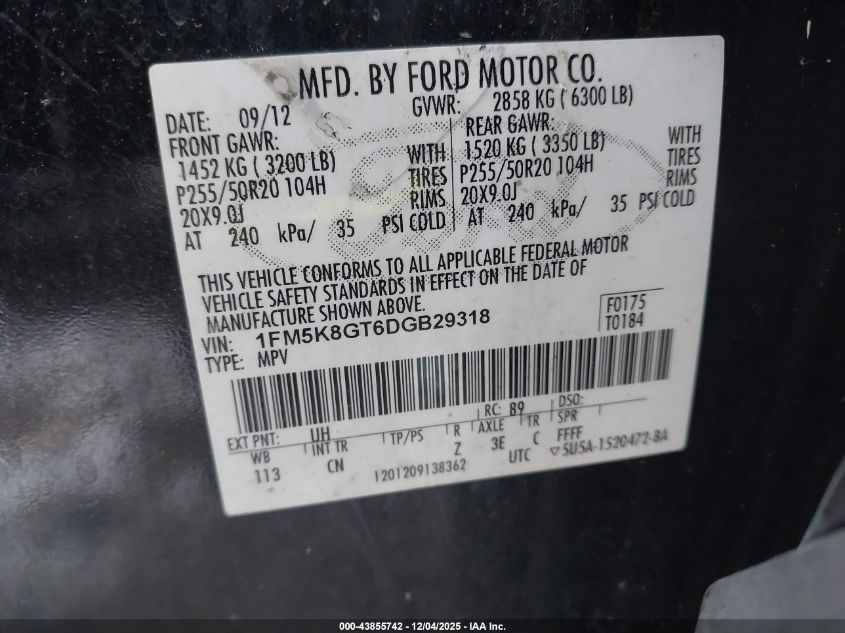 MFD. BY FORD MOTOR CO.
DATE: 09/12 GVWR: 2858 KG ( 6300 LB)
FRONT GAWR: REAR GAWR:
1452 KG ( 3200 LB) WITH 1520 KG ( 3350 LB) WITH
P255/50R20 104H TIRES P255/50R20 104H TIRES
20X9.0J RIMS 20X9.0J RIMS
AT 240 kPa/ 35 PSI COLD AT 240 kPa/ 35 PSI COLD
THIS VEHICLE CONFORMS TO ALL APPLICABLE FEDERAL MOTOR
VEHICLE SAFETY STANDARDS IN EFFECT ON THE DATE OF
MANUFACTURE SHOWN ABOVE.
VIN: 1FM5K8GT6DGB29318 F0175
TYPE: MPV T0184
EXT PNT: UH RC: 89 DSO:
WB INT TR TP/PS R AXLE TR SPR
113 CN Z 3E C FFFF
1201209138362 UTC ▽5U5A-1520472-BA
000-43855742 - 12/04/2025 - IAA Inc.